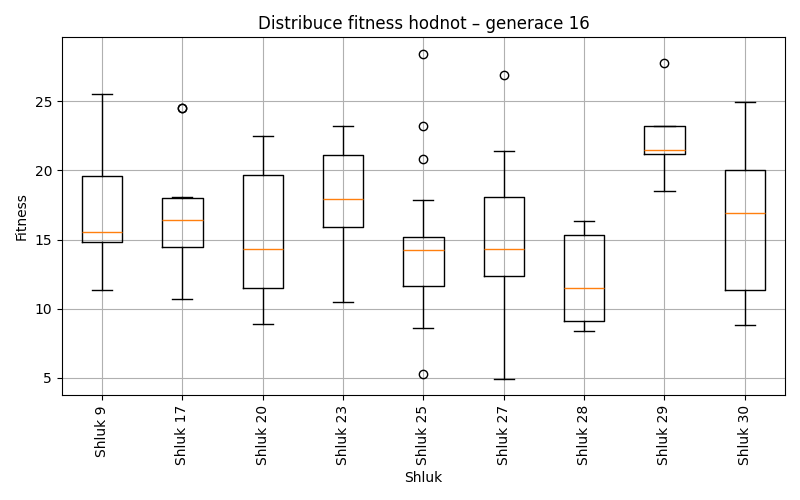 Distribuce fitness hodnot – generace 16
Fitness
25
20
15
10
5
Shluk 9
Shluk 17
Shluk 20
Shluk 23
Shluk 25
Shluk 27
Shluk 28
Shluk 29
Shluk 30
Shluk